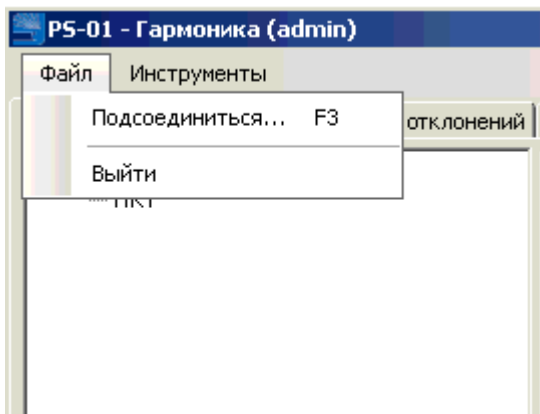 PS-01 - Гармоника (admin)
Файл Инструменты
Подсоединиться... F3
отклонений
Выйти